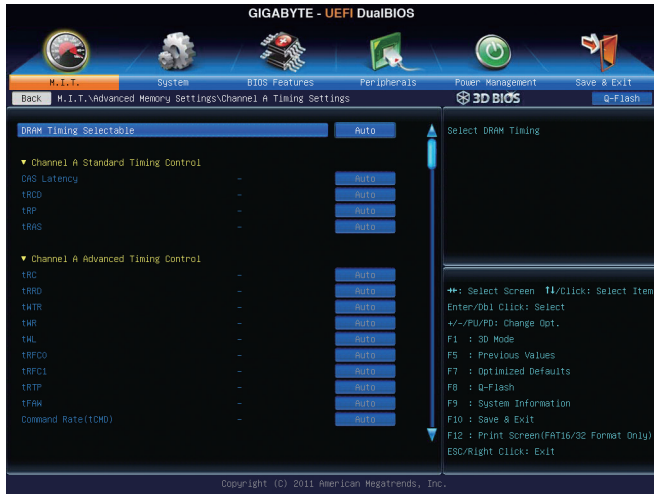 GIGABYTE - UEFI DualBIOS
M.I.T. System BIOS Features Peripherals Power Management Save & Exit
Back M.I.T.\Advanced Memory Settings\Channel A Timing Settings 3D BIOS Q-Flash
DRAM Timing Selectable Auto
▼ Channel A Standard Timing Control
CAS Latency - Auto
tRCD - Auto
tRP - Auto
tRAS - Auto
▼ Channel A Advanced Timing Control
tRC - Auto
tRRD - Auto
tWTR - Auto
tWR - Auto
tWL - Auto
tRFC0 - Auto
tRFC1 - Auto
tRTP - Auto
tFAW - Auto
Command Rate(tCMD) - Auto
Select DRAM Timing
→←: Select Screen ↑↓/Click: Select Item
Enter/Dbl Click: Select
+/-/PU/PD: Change Opt.
F1 : 3D Mode
F5 : Previous Values
F7 : Optimized Defaults
F8 : Q-Flash
F9 : System Information
F10 : Save & Exit
F12 : Print Screen(FAT16/32 Format Only)
ESC/Right Click: Exit
Copyright (C) 2011 American Megatrends, Inc.